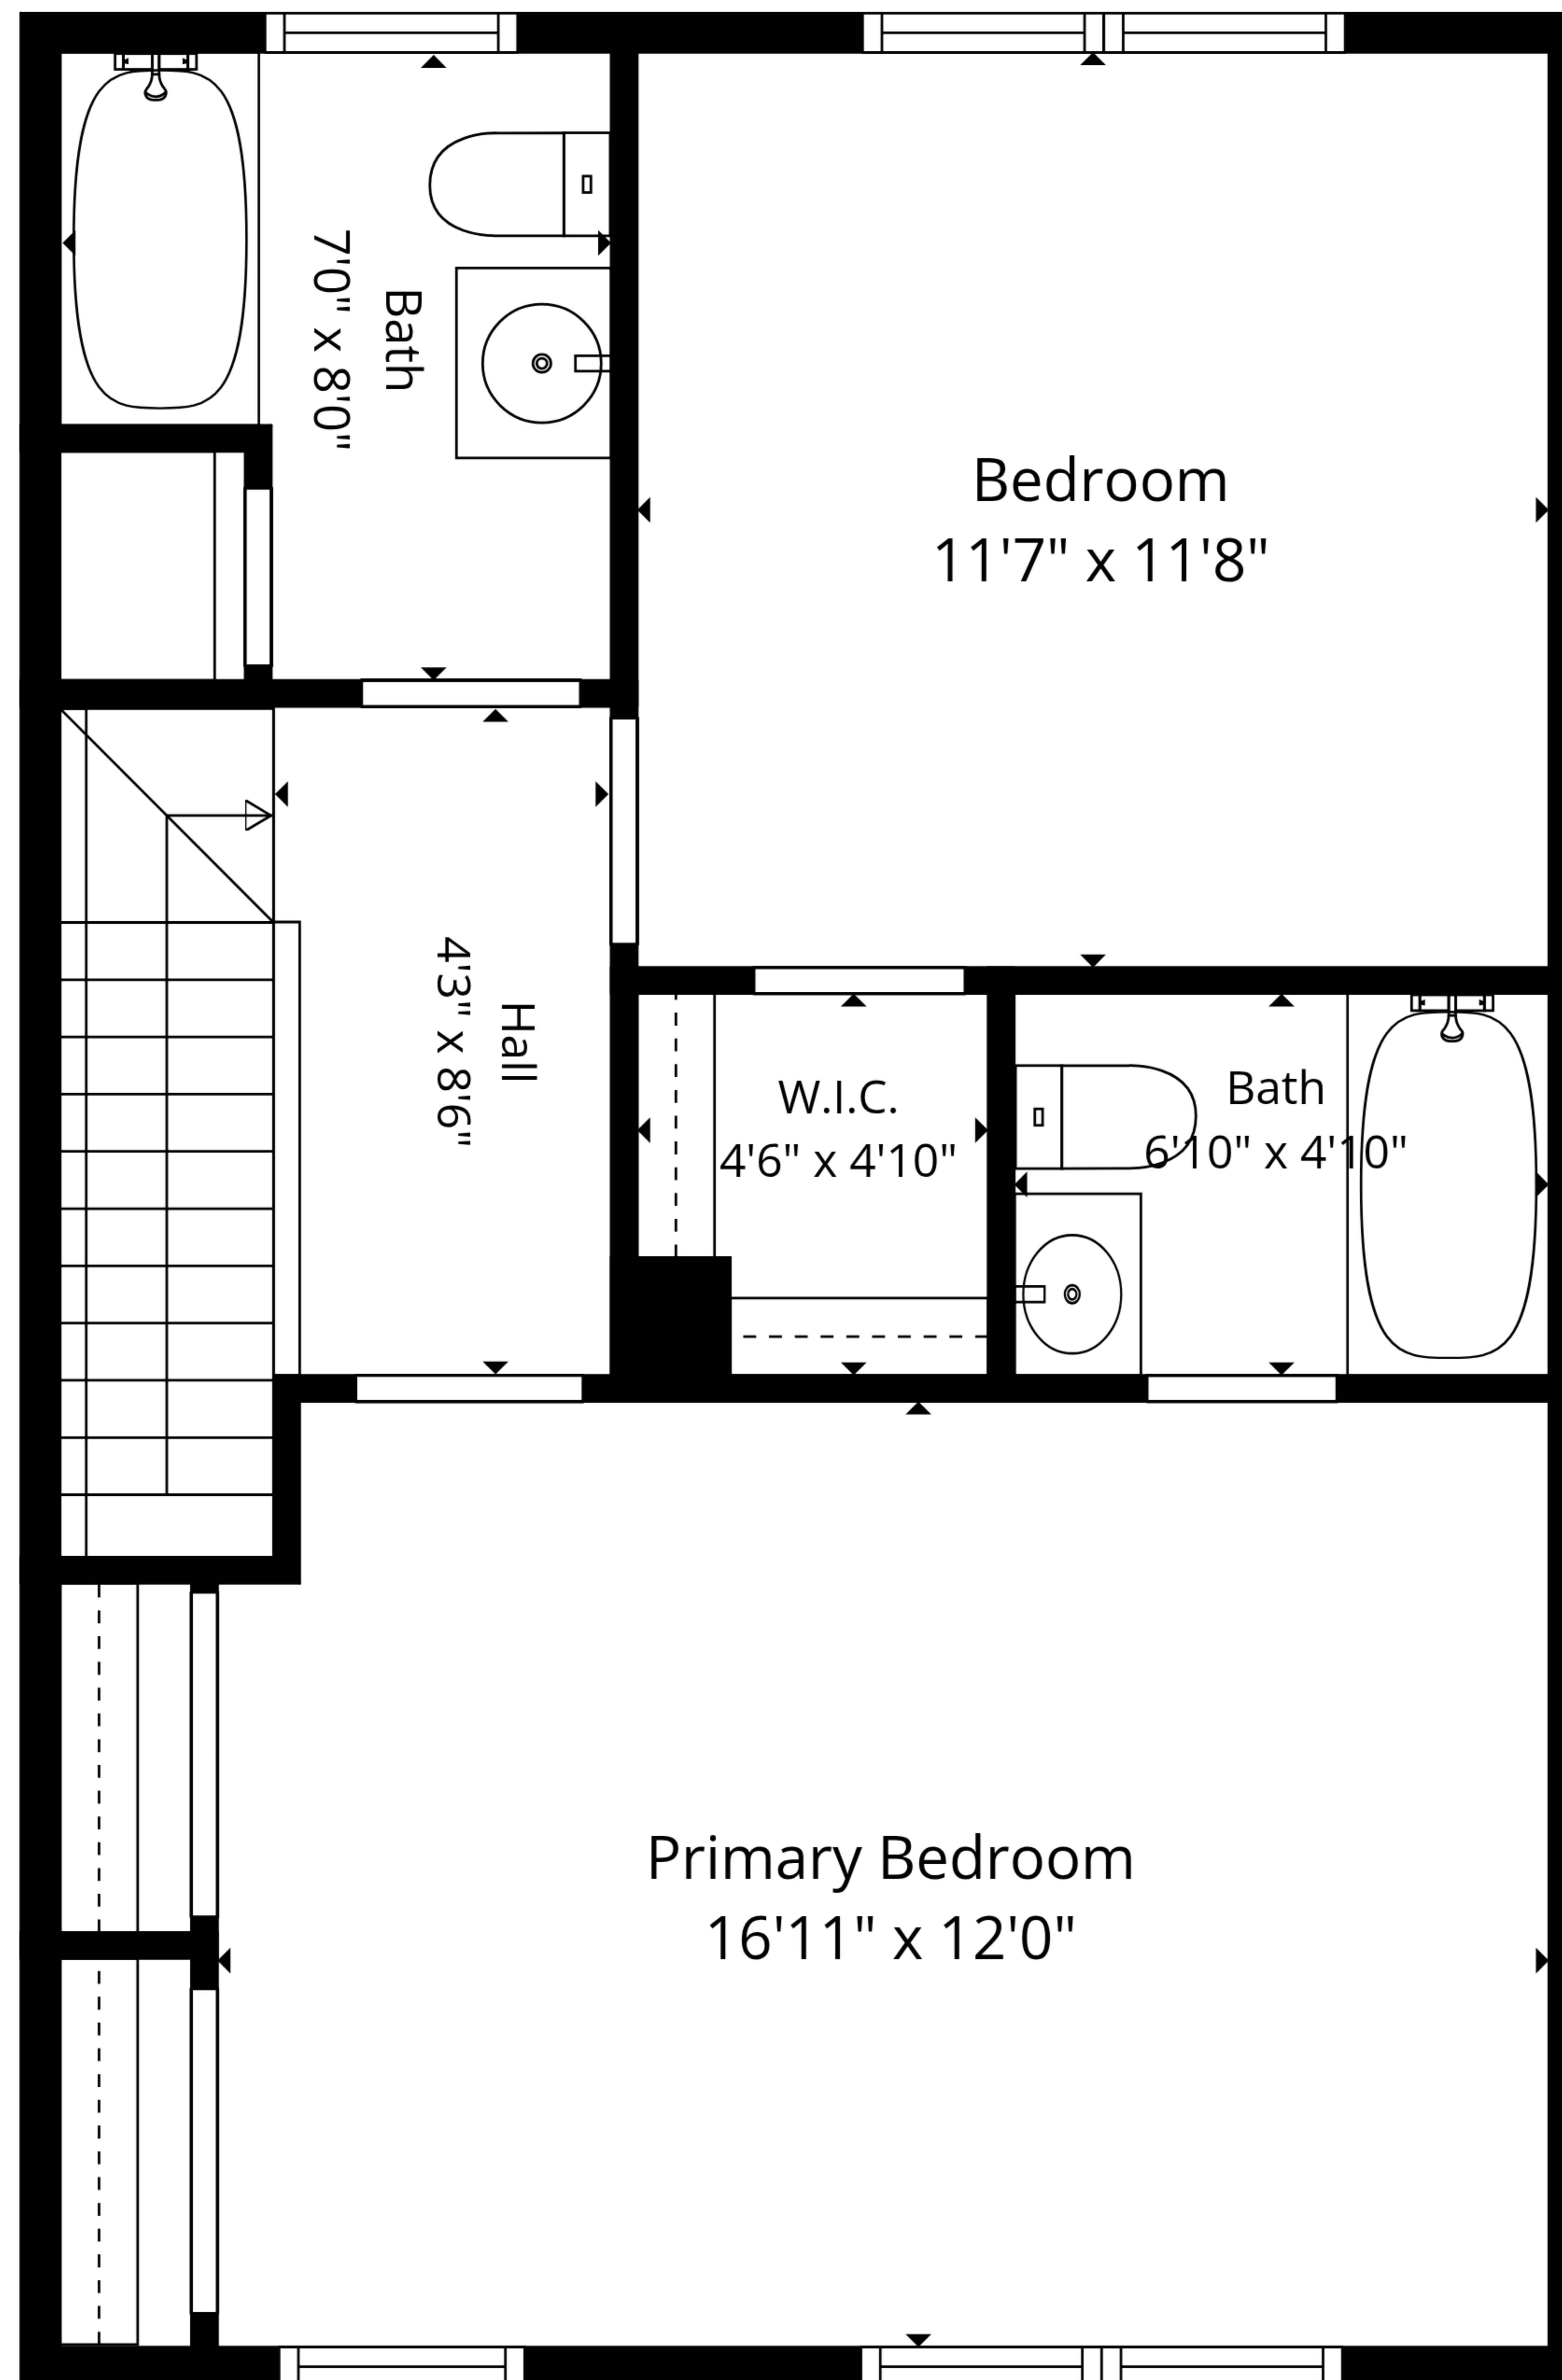 Bath
7'0" x 8'0"
Bedroom
11'7" x 11'8"
Hall
4'3" x 8'6"
W.I.C.
4'6" x 4'10"
Bath
6'10" x 4'10"
Primary Bedroom
16'11" x 12'0"